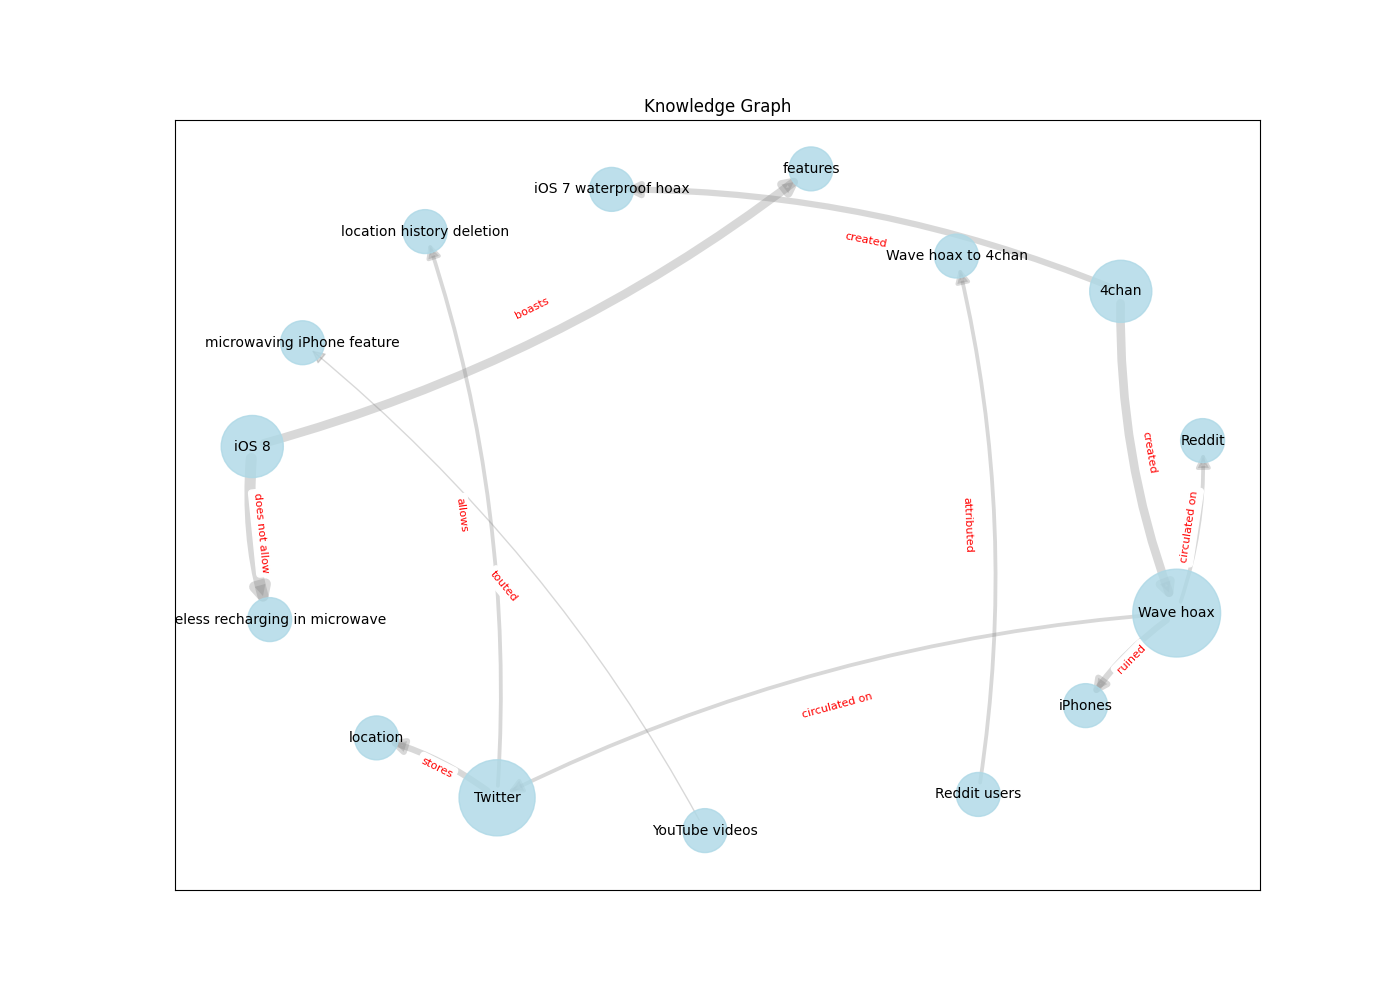 Knowledge Graph
features
iOS 7 waterproof hoax
location history deletion
created
Wave hoax to 4chan
4chan
boasts
microwaving iPhone feature
Reddit
iOS 8
created
does not allow
allows
attributed
circulated on
touted
eless recharging in microwave
Wave hoax
ruined
circulated on
iPhones
location
stores
Twitter
Reddit users
YouTube videos